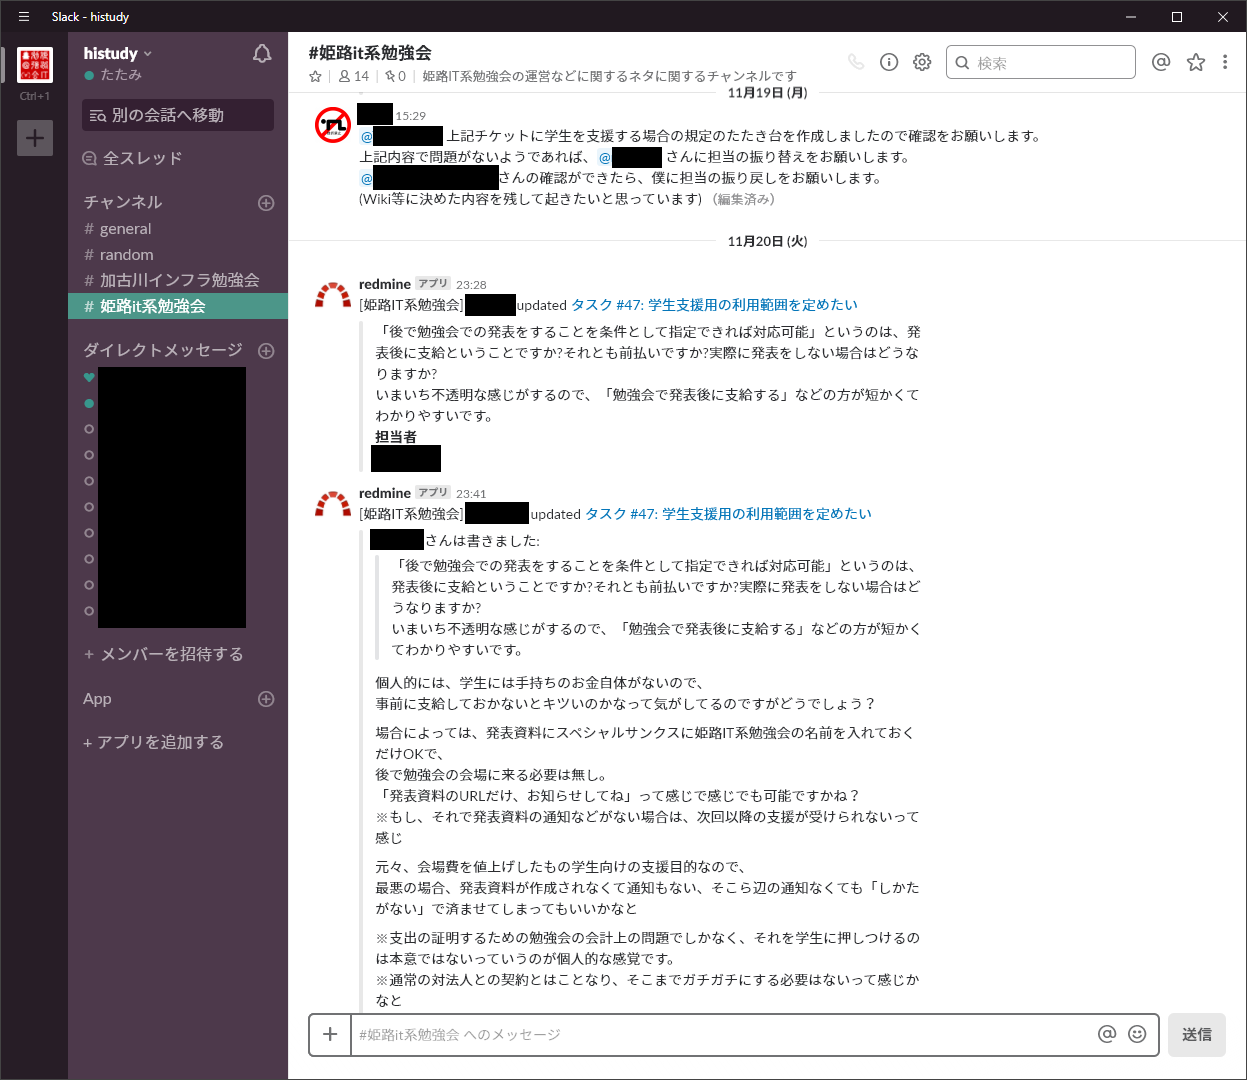 Slack - histudy
Ctrl+1
histudy
たたみ
別の会話へ移動
全スレッド
チャンネル
# general
# random
# 加古川インフラ勉強会
# 姫路it系勉強会
ダイレクトメッセージ
+ メンバーを招待する
App
+ アプリを追加する
#姫路it系勉強会
14
0
姫路IT系勉強会の運営などに関するネタに関するチャンネルです
検索
11月19日 (月)
15:29
@ 上記チケットに学生を支援する場合の規定のたたき台を作成しましたので確認をお願いします。
上記内容で問題がないようであれば、@ さんに担当の振り替えをお願いします。
@ さんの確認ができたら、僕に担当の振り戻しをお願いします。
(Wiki等に決めた内容を残して起きたいと思っています)（編集済み）
11月20日 (火)
redmine アプリ 23:28
[姫路IT系勉強会] updated タスク #47: 学生支援用の利用範囲を定めたい
「後で勉強会での発表をすることを条件として指定できれば対応可能」というのは、発
表後に支給ということですか?それとも前払いですか?実際に発表をしない場合はどうな
りますか?
いまいち不透明な感じがするので、「勉強会で発表後に支給する」などの方が短かくて
わかりやすいです。
担当者
redmine アプリ 23:41
[姫路IT系勉強会] updated タスク #47: 学生支援用の利用範囲を定めたい
さんは書きました:
「後で勉強会での発表をすることを条件として指定できれば対応可能」というのは、
発表後に支給ということですか?それとも前払いですか?実際に発表をしない場合はど
うなりますか?
いまいち不透明な感じがするので、「勉強会で発表後に支給する」などの方が短かく
てわかりやすいです。
個人的には、学生には手持ちのお金自体がないので、
事前に支給しておかないとキツいのかなって気がしてるのですがどうでしょう？
場合によっては、発表資料にスペシャルサンクスに姫路IT系勉強会の名前を入れておく
だけOKで、
後で勉強会の会場に来る必要は無し。
「発表資料のURLだけ、お知らせしてね」って感じで感じでも可能ですかね？
※もし、それで発表資料の通知などがない場合は、次回以降の支援が受けられないって
感じ
元々、会場費を値上げしたもの学生向けの支援目的なので、
最悪の場合、発表資料が作成されなくて通知もない、そこら辺の通知なくても「しかた
がない」で済ませてしまってもいいかなと
※支出の証明するための勉強会の会計上の問題でしかなく、それを学生に押しつけるの
は本意ではないっていうのが個人的な感覚です。
※通常の対法人との契約とはことなり、そこまでガチガチにする必要はないって感じか
なと
#姫路it系勉強会 へのメッセージ
送信